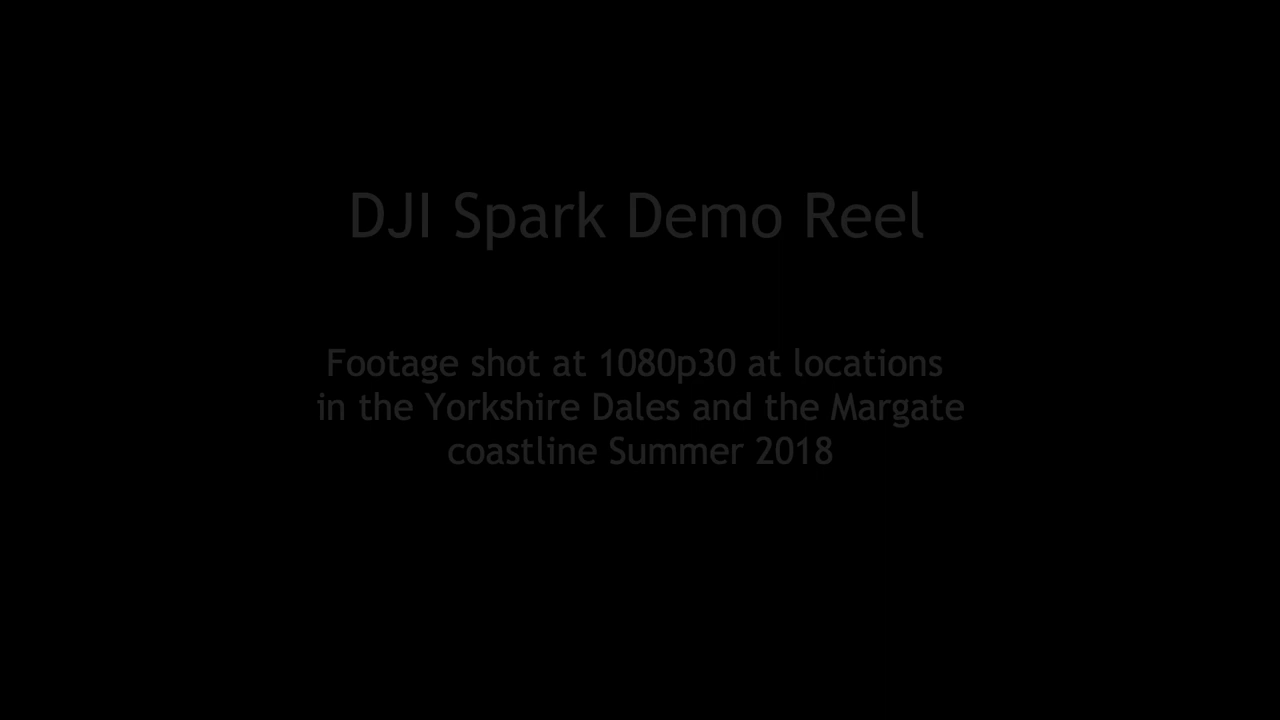 DJI Spark Demo Reel
Footage shot at 1080p30 at locations
in the Yorkshire Dales and the Margate
coastline Summer 2018